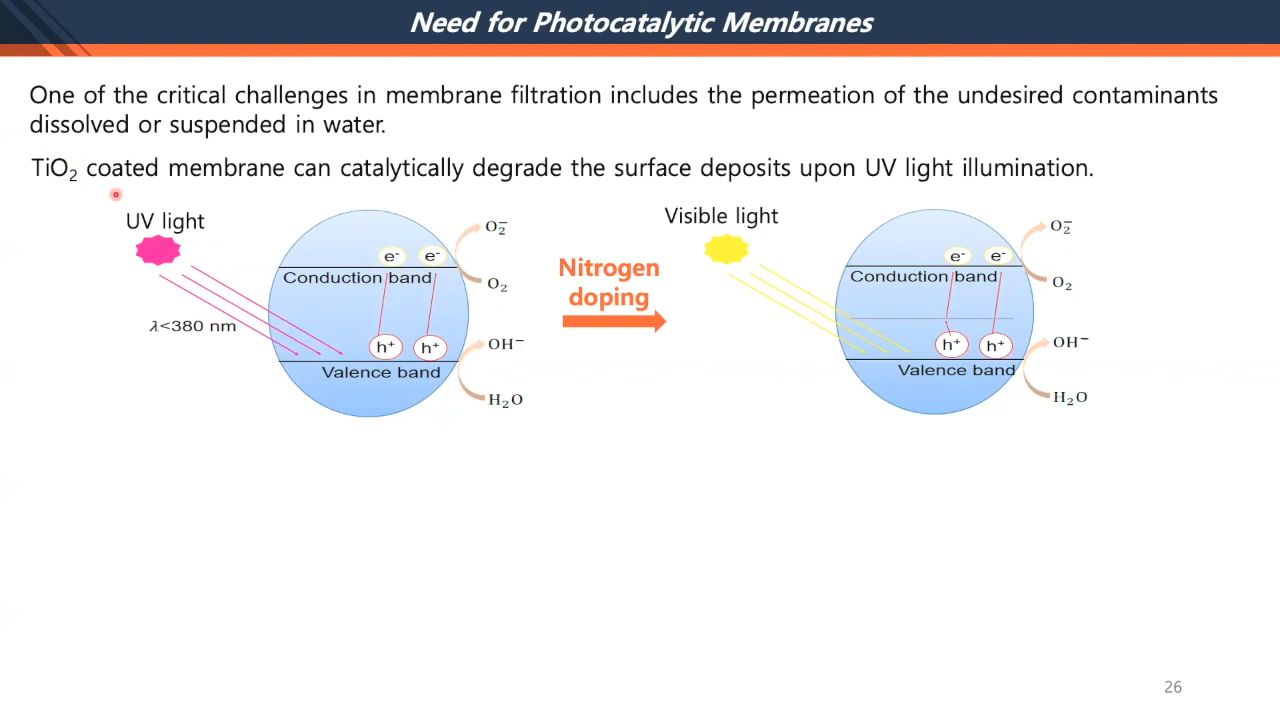 Need for Photocatalytic Membranes
One of the critical challenges in membrane filtration includes the permeation of the undesired contaminants
dissolved or suspended in water.
TiO₂ coated membrane can catalytically degrade the surface deposits upon UV light illumination.
UV light
λ<380 nm
e⁻ e⁻
Conduction band
h⁺ h⁺
Valence band
O₂⁻
O₂
OH⁻
H₂O
Nitrogen
doping
Visible light
e⁻ e⁻
Conduction band
h⁺ h⁺
Valence band
O₂⁻
O₂
OH⁻
H₂O
26